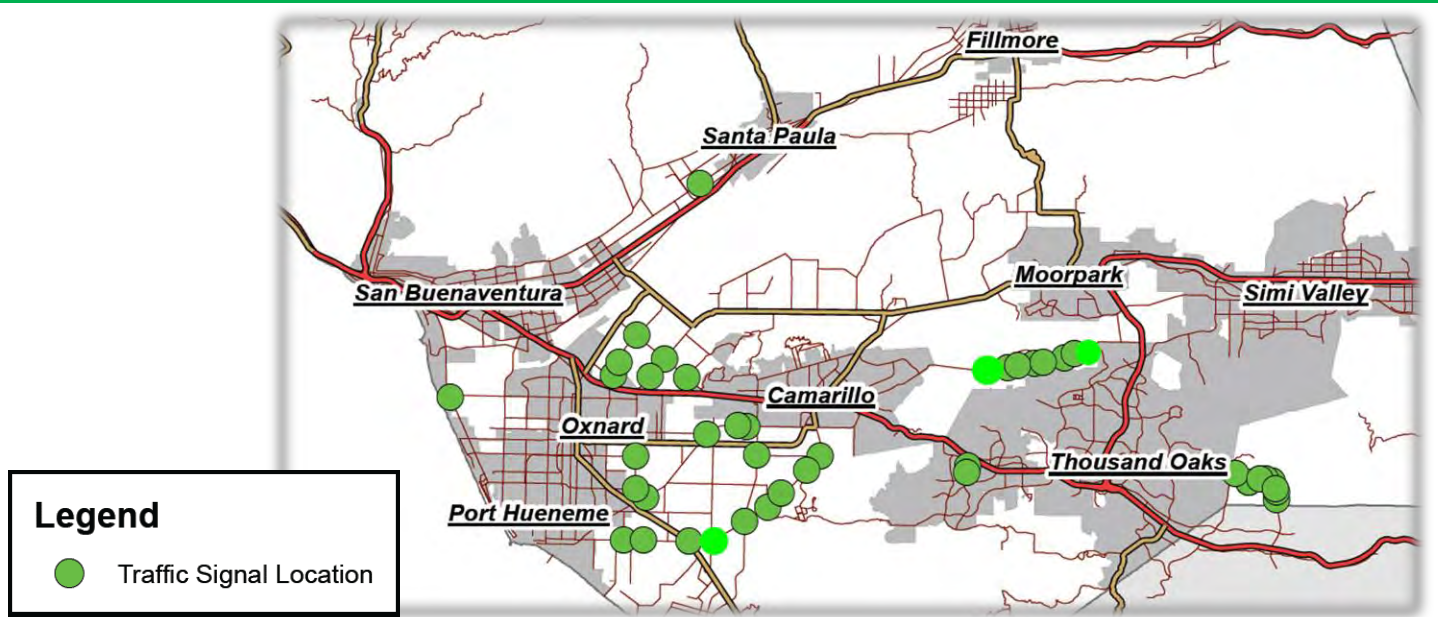 Fillmore
Santa Paula
Moorpark
San Buenaventura
Simi Valley
Camarillo
Oxnard
Thousand Oaks
Port Hueneme
Legend
Traffic Signal Location